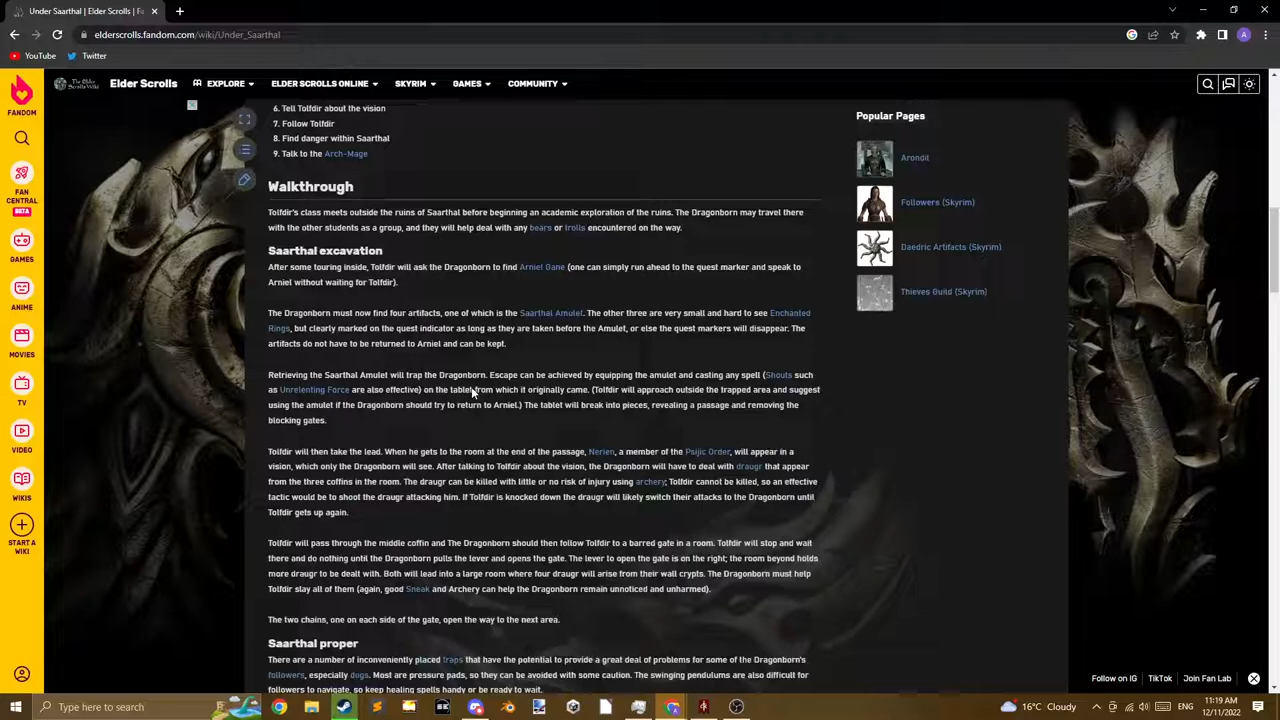 Under Saarthal | Elder Scrolls | Fa
elderscrolls.fandom.com/wiki/Under_Saarthal
A
YouTube
Twitter
The Elder Scrolls Wiki
Elder Scrolls
EXPLORE
ELDER SCROLLS ONLINE
SKYRIM
GAMES
COMMUNITY
FANDOM
FAN CENTRAL
BETA
GAMES
ANIME
MOVIES
TV
VIDEO
WIKIS
START A WIKI
6. Tell Tolfdir about the vision
7. Follow Tolfdir
8. Find danger within Saarthal
9. Talk to the Arch-Mage
Walkthrough
Tolfdir's class meets outside the ruins of Saarthal before beginning an academic exploration of the ruins. The Dragonborn may travel there
with the other students as a group, and they will help deal with any bears or trolls encountered on the way.
Saarthal excavation
After some touring inside, Tolfdir will ask the Dragonborn to find Arniel Gane (one can simply run ahead to the quest marker and speak to
Arniel without waiting for Tolfdir).
The Dragonborn must now find four artifacts, one of which is the Saarthal Amulet. The other three are very small and hard to see Enchanted
Rings, but clearly marked on the quest indicator as long as they are taken before the Amulet, or else the quest markers will disappear. The
artifacts do not have to be returned to Arniel and can be kept.
Retrieving the Saarthal Amulet will trap the Dragonborn. Escape can be achieved by equipping the amulet and casting any spell (Shouts such
as Unrelenting Force are also effective) on the tablet from which it originally came. (Tolfdir will approach outside the trapped area and suggest
using the amulet if the Dragonborn should try to return to Arniel.) The tablet will break into pieces, revealing a passage and removing the
blocking gates.
Tolfdir will then take the lead. When he gets to the room at the end of the passage, Nerien, a member of the Psijic Order, will appear in a
vision, which only the Dragonborn will see. After talking to Tolfdir about the vision, the Dragonborn will have to deal with draugr that appear
from the three coffins in the room. The draugr can be killed with little or no risk of injury using archery; Tolfdir cannot be killed, so an effective
tactic would be to shoot the draugr attacking him. If Tolfdir is knocked down the draugr will likely switch their attacks to the Dragonborn until
Tolfdir gets up again.
Tolfdir will pass through the middle coffin and The Dragonborn should then follow Tolfdir to a barred gate in a room. Tolfdir will stop and wait
there and do nothing until the Dragonborn pulls the lever and opens the gate. The lever to open the gate is on the right; the room beyond holds
more draugr to be dealt with. Both will lead into a large room where four draugr will arise from their wall crypts. The Dragonborn must help
Tolfdir slay all of them (again, good Sneak and Archery can help the Dragonborn remain unnoticed and unharmed).
The two chains, one on each side of the gate, open the way to the next area.
Saarthal proper
There are a number of inconveniently placed traps that have the potential to provide a great deal of problems for some of the Dragonborn's
followers, especially dogs. Most are pressure pads, so they can be avoided with some caution. The swinging pendulums are also difficult for
followers to navigate, so keep healing spells handy or be ready to wait.
Popular Pages
Arondil
Followers (Skyrim)
Daedric Artifacts (Skyrim)
Thieves Guild (Skyrim)
Follow on IG
TikTok
Join Fan Lab
Type here to search
16°C Cloudy
11:19 AM
12/11/2022